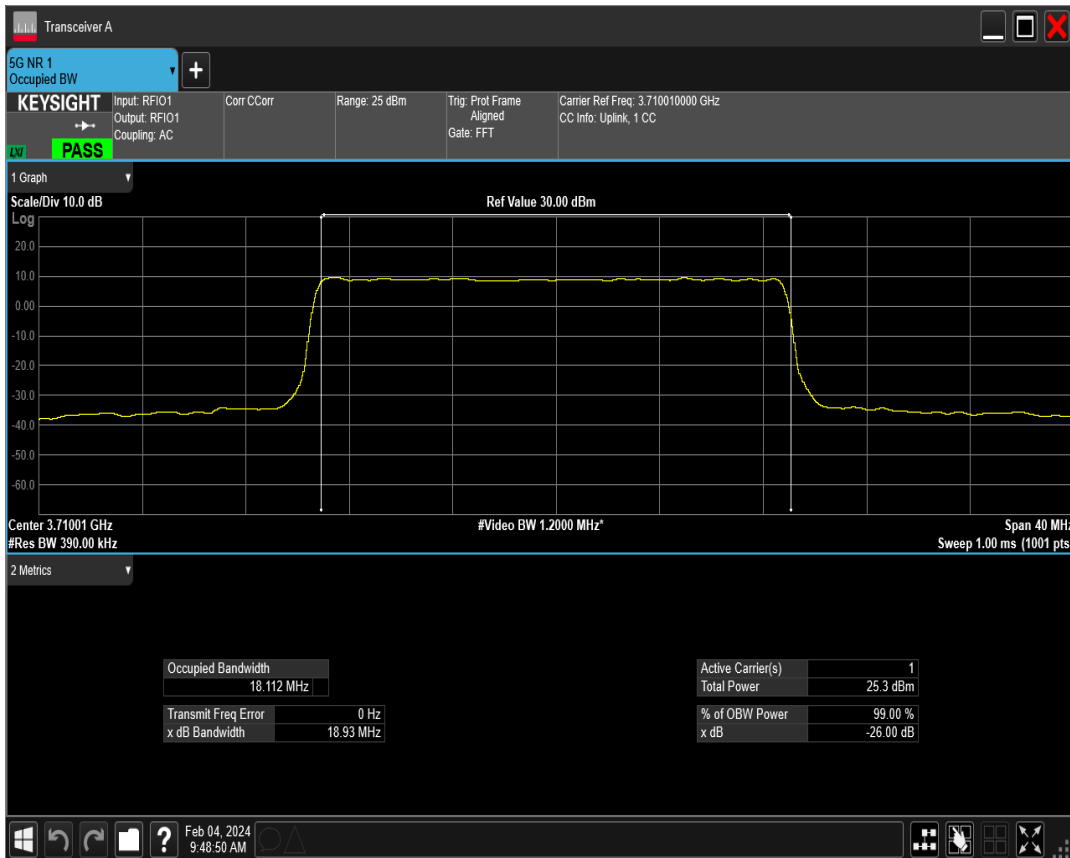 Transceiver A
5G NR 1
Occupied BW
KEYSIGHT
LXI
PASS
Input: RFIO1
Output: RFIO1
Coupling: AC
Corr CCorr
Range: 25 dBm
Trig: Prot Frame
Aligned
Gate: FFT
Carrier Ref Freq: 3.710010000 GHz
CC Info: Uplink, 1 CC
1 Graph
Scale/Div 10.0 dB
Ref Value 30.00 dBm
Log
20.0
10.0
0.00
-10.0
-20.0
-30.0
-40.0
-50.0
-60.0
Center 3.71001 GHz
#Video BW 1.2000 MHz*
Span 40 MHz
#Res BW 390.00 kHz
Sweep 1.00 ms (1001 pts
2 Metrics
Occupied Bandwidth
18.112 MHz
Transmit Freq Error 0 Hz
x dB Bandwidth 18.93 MHz
Active Carrier(s) 1
Total Power 25.3 dBm
% of OBW Power 99.00 %
x dB -26.00 dB
?
Feb 04, 2024
9:48:50 AM